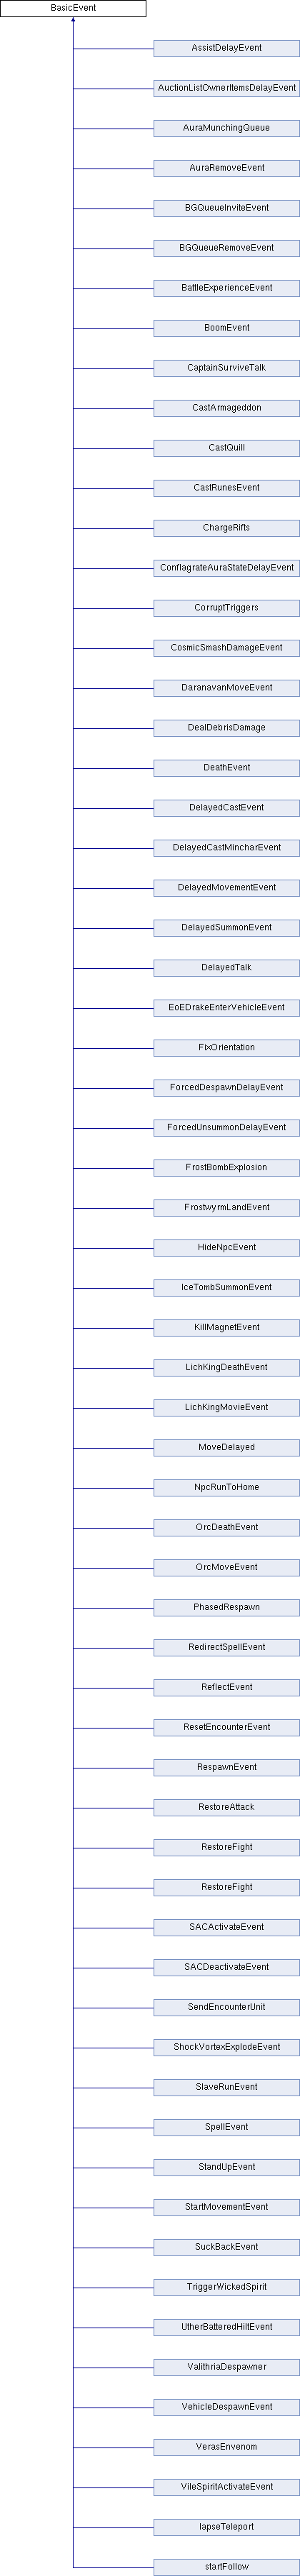 BasicEvent
AssistDelayEvent
AuctionListOwnerItemsDelayEvent
AuraMunchingQueue
AuraRemoveEvent
BGQueueInviteEvent
BGQueueRemoveEvent
BattleExperienceEvent
BoomEvent
CaptainSurviveTalk
CastArmageddon
CastQuill
CastRunesEvent
ChargeRifts
ConflagrateAuraStateDelayEvent
CorruptTriggers
CosmicSmashDamageEvent
DaranavanMoveEvent
DealDebrisDamage
DeathEvent
DelayedCastEvent
DelayedCastMincharEvent
DelayedMovementEvent
DelayedSummonEvent
DelayedTalk
EoEDrakeEnterVehicleEvent
FixOrientation
ForcedDespawnDelayEvent
ForcedUnsummonDelayEvent
FrostBombExplosion
FrostwyrmLandEvent
HideNpcEvent
IceTombSummonEvent
KillMagnetEvent
LichKingDeathEvent
LichKingMovieEvent
MoveDelayed
NpcRunToHome
OrcDeathEvent
OrcMoveEvent
PhasedRespawn
RedirectSpellEvent
ReflectEvent
ResetEncounterEvent
RespawnEvent
RestoreAttack
RestoreFight
RestoreFight
SACActivateEvent
SACDeactivateEvent
SendEncounterUnit
ShockVortexExplodeEvent
SlaveRunEvent
SpellEvent
StandUpEvent
StartMovementEvent
SuckBackEvent
TriggerWickedSpirit
UtherBatteredHiltEvent
ValithriaDespawner
VehicleDespawnEvent
VerasEnvenom
VileSpiritActivateEvent
lapseTeleport
startFollow